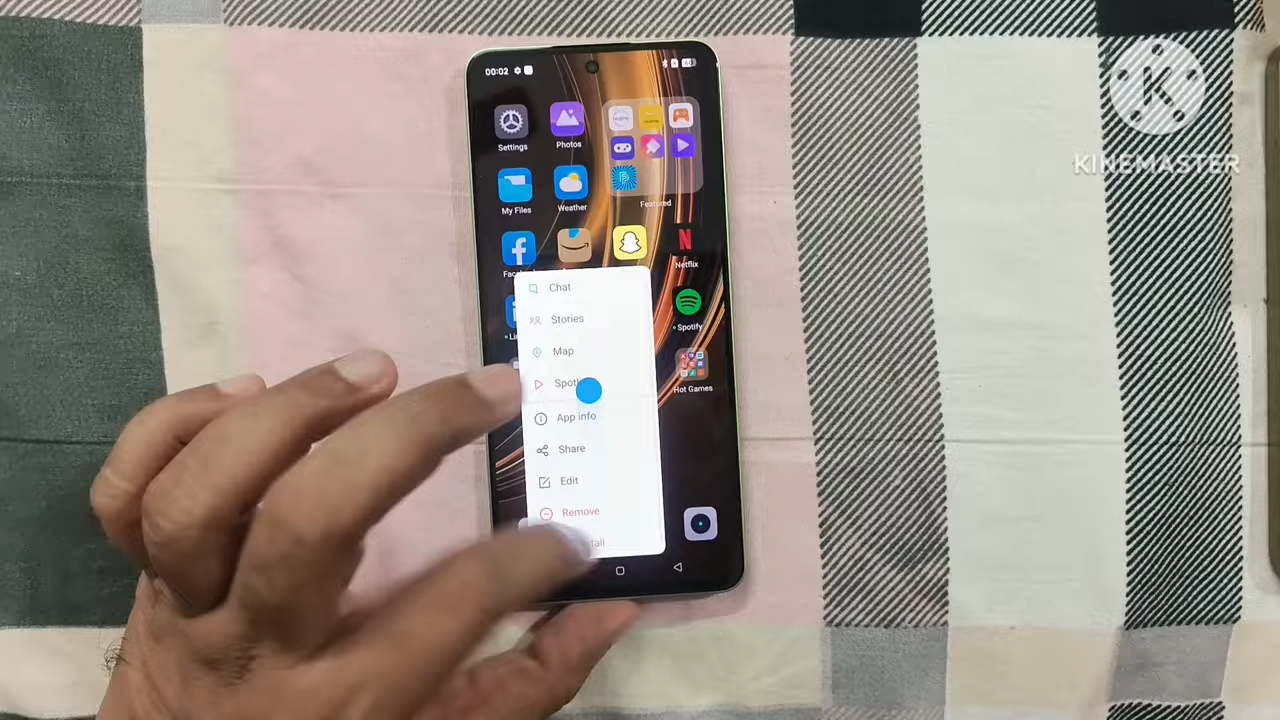 00:02
Settings
Photos
My Files
Weather
Featured
Netflix
Chat
Stories
Map
App info
Share
Edit
Remove
Spotify
Hot Games
K
KINEMASTER